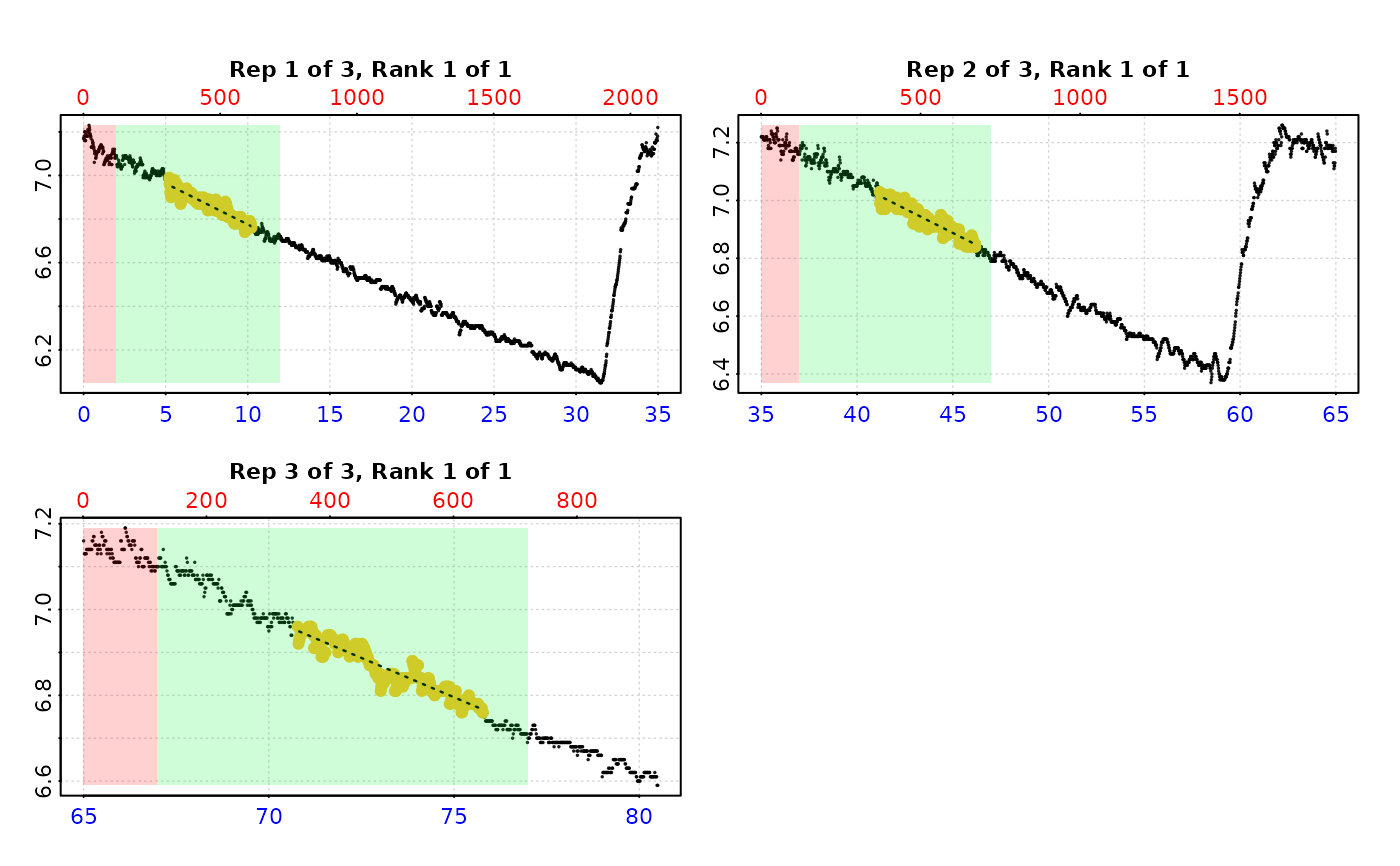 Rep 1 of 3, Rank 1 of 1
0 500 1000 1500 2000
7.0
6.6
6.2
0 5 10 15 20 25 30 35
Rep 2 of 3, Rank 1 of 1
0 500 1000 1500
7.2
7.0
6.8
6.6
6.4
35 40 45 50 55 60 65
Rep 3 of 3, Rank 1 of 1
0 200 400 600 800
7.2
7.0
6.8
6.6
65 70 75 80